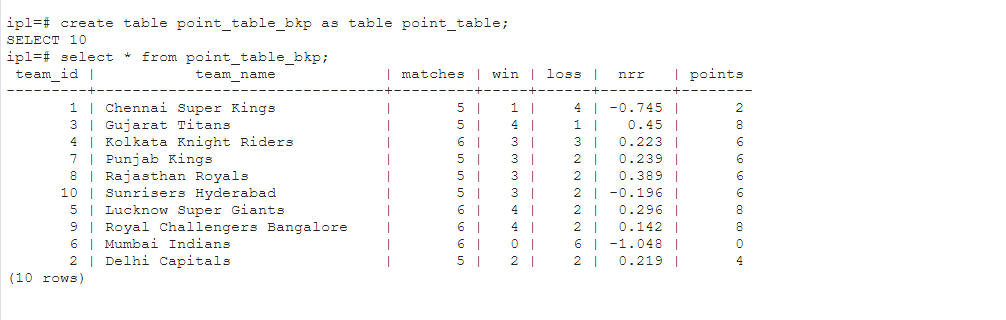 ipl=# create table point_table_bkp as table point_table;
SELECT 10
ipl=# select * from point_table_bkp;
 team_id |          team_name          | matches | win | loss |  nrr   | points
---------+-----------------------------+---------+-----+------+--------+--------
       1 | Chennai Super Kings         |       5 |   1 |    4 | -0.745 |      2
       3 | Gujarat Titans              |       5 |   4 |    1 |   0.45 |      8
       4 | Kolkata Knight Riders       |       6 |   3 |    3 |  0.223 |      6
       7 | Punjab Kings                |       5 |   3 |    2 |  0.239 |      6
       8 | Rajasthan Royals            |       5 |   3 |    2 |  0.389 |      6
      10 | Sunrisers Hyderabad         |       5 |   3 |    2 | -0.196 |      6
       5 | Lucknow Super Giants        |       6 |   4 |    2 |  0.296 |      8
       9 | Royal Challengers Bangalore |       6 |   4 |    2 |  0.142 |      8
       6 | Mumbai Indians              |       6 |   0 |    6 | -1.048 |      0
       2 | Delhi Capitals              |       5 |   2 |    2 |  0.219 |      4
(10 rows)